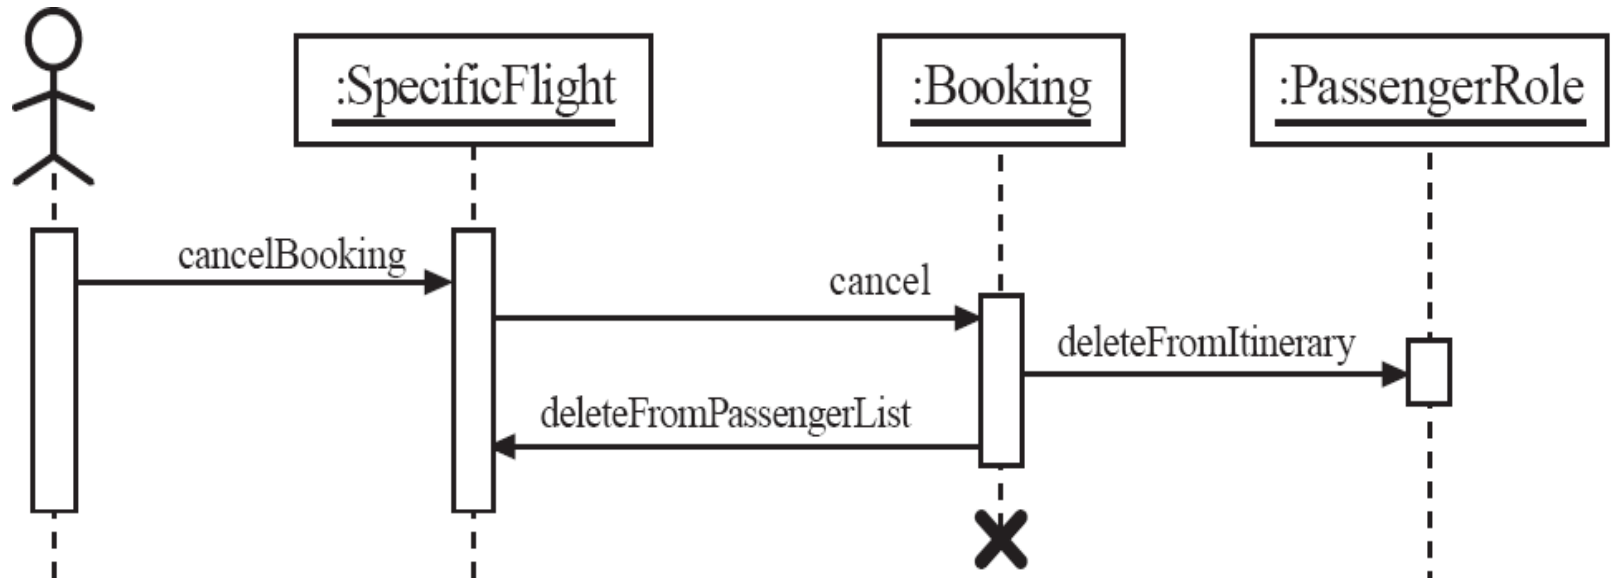 :SpecificFlight
:Booking
:PassengerRole
cancelBooking
cancel
deleteFromItinerary
deleteFromPassengerList